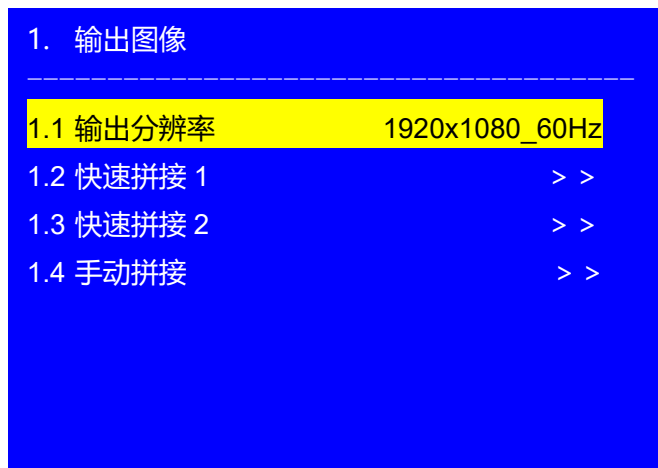 1. 输出图像
--------------------------------------
1.1 输出分辨率 1920x1080_60Hz
1.2 快速拼接 1 > >
1.3 快速拼接 2 > >
1.4 手动拼接 > >